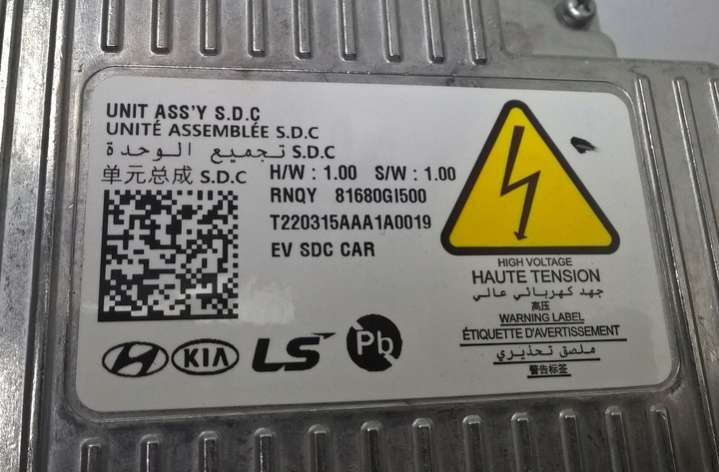 UNIT ASS'Y S.D.C
UNITÉ ASSEMBLÉE S.D.C
تجميع الوحدة S.D.C
单元总成 S.D.C
H/W : 1.00 S/W : 1.00
RNQY 81680GI500
T220315AAA1A0019
EV SDC CAR
KIA
LS
Pb
HIGH VOLTAGE
HAUTE TENSION
جهد كهربائي عالي
高压
WARNING LABEL
ÉTIQUETTE D'AVERTISSEMENT
ملصق تحذيري
警告标签